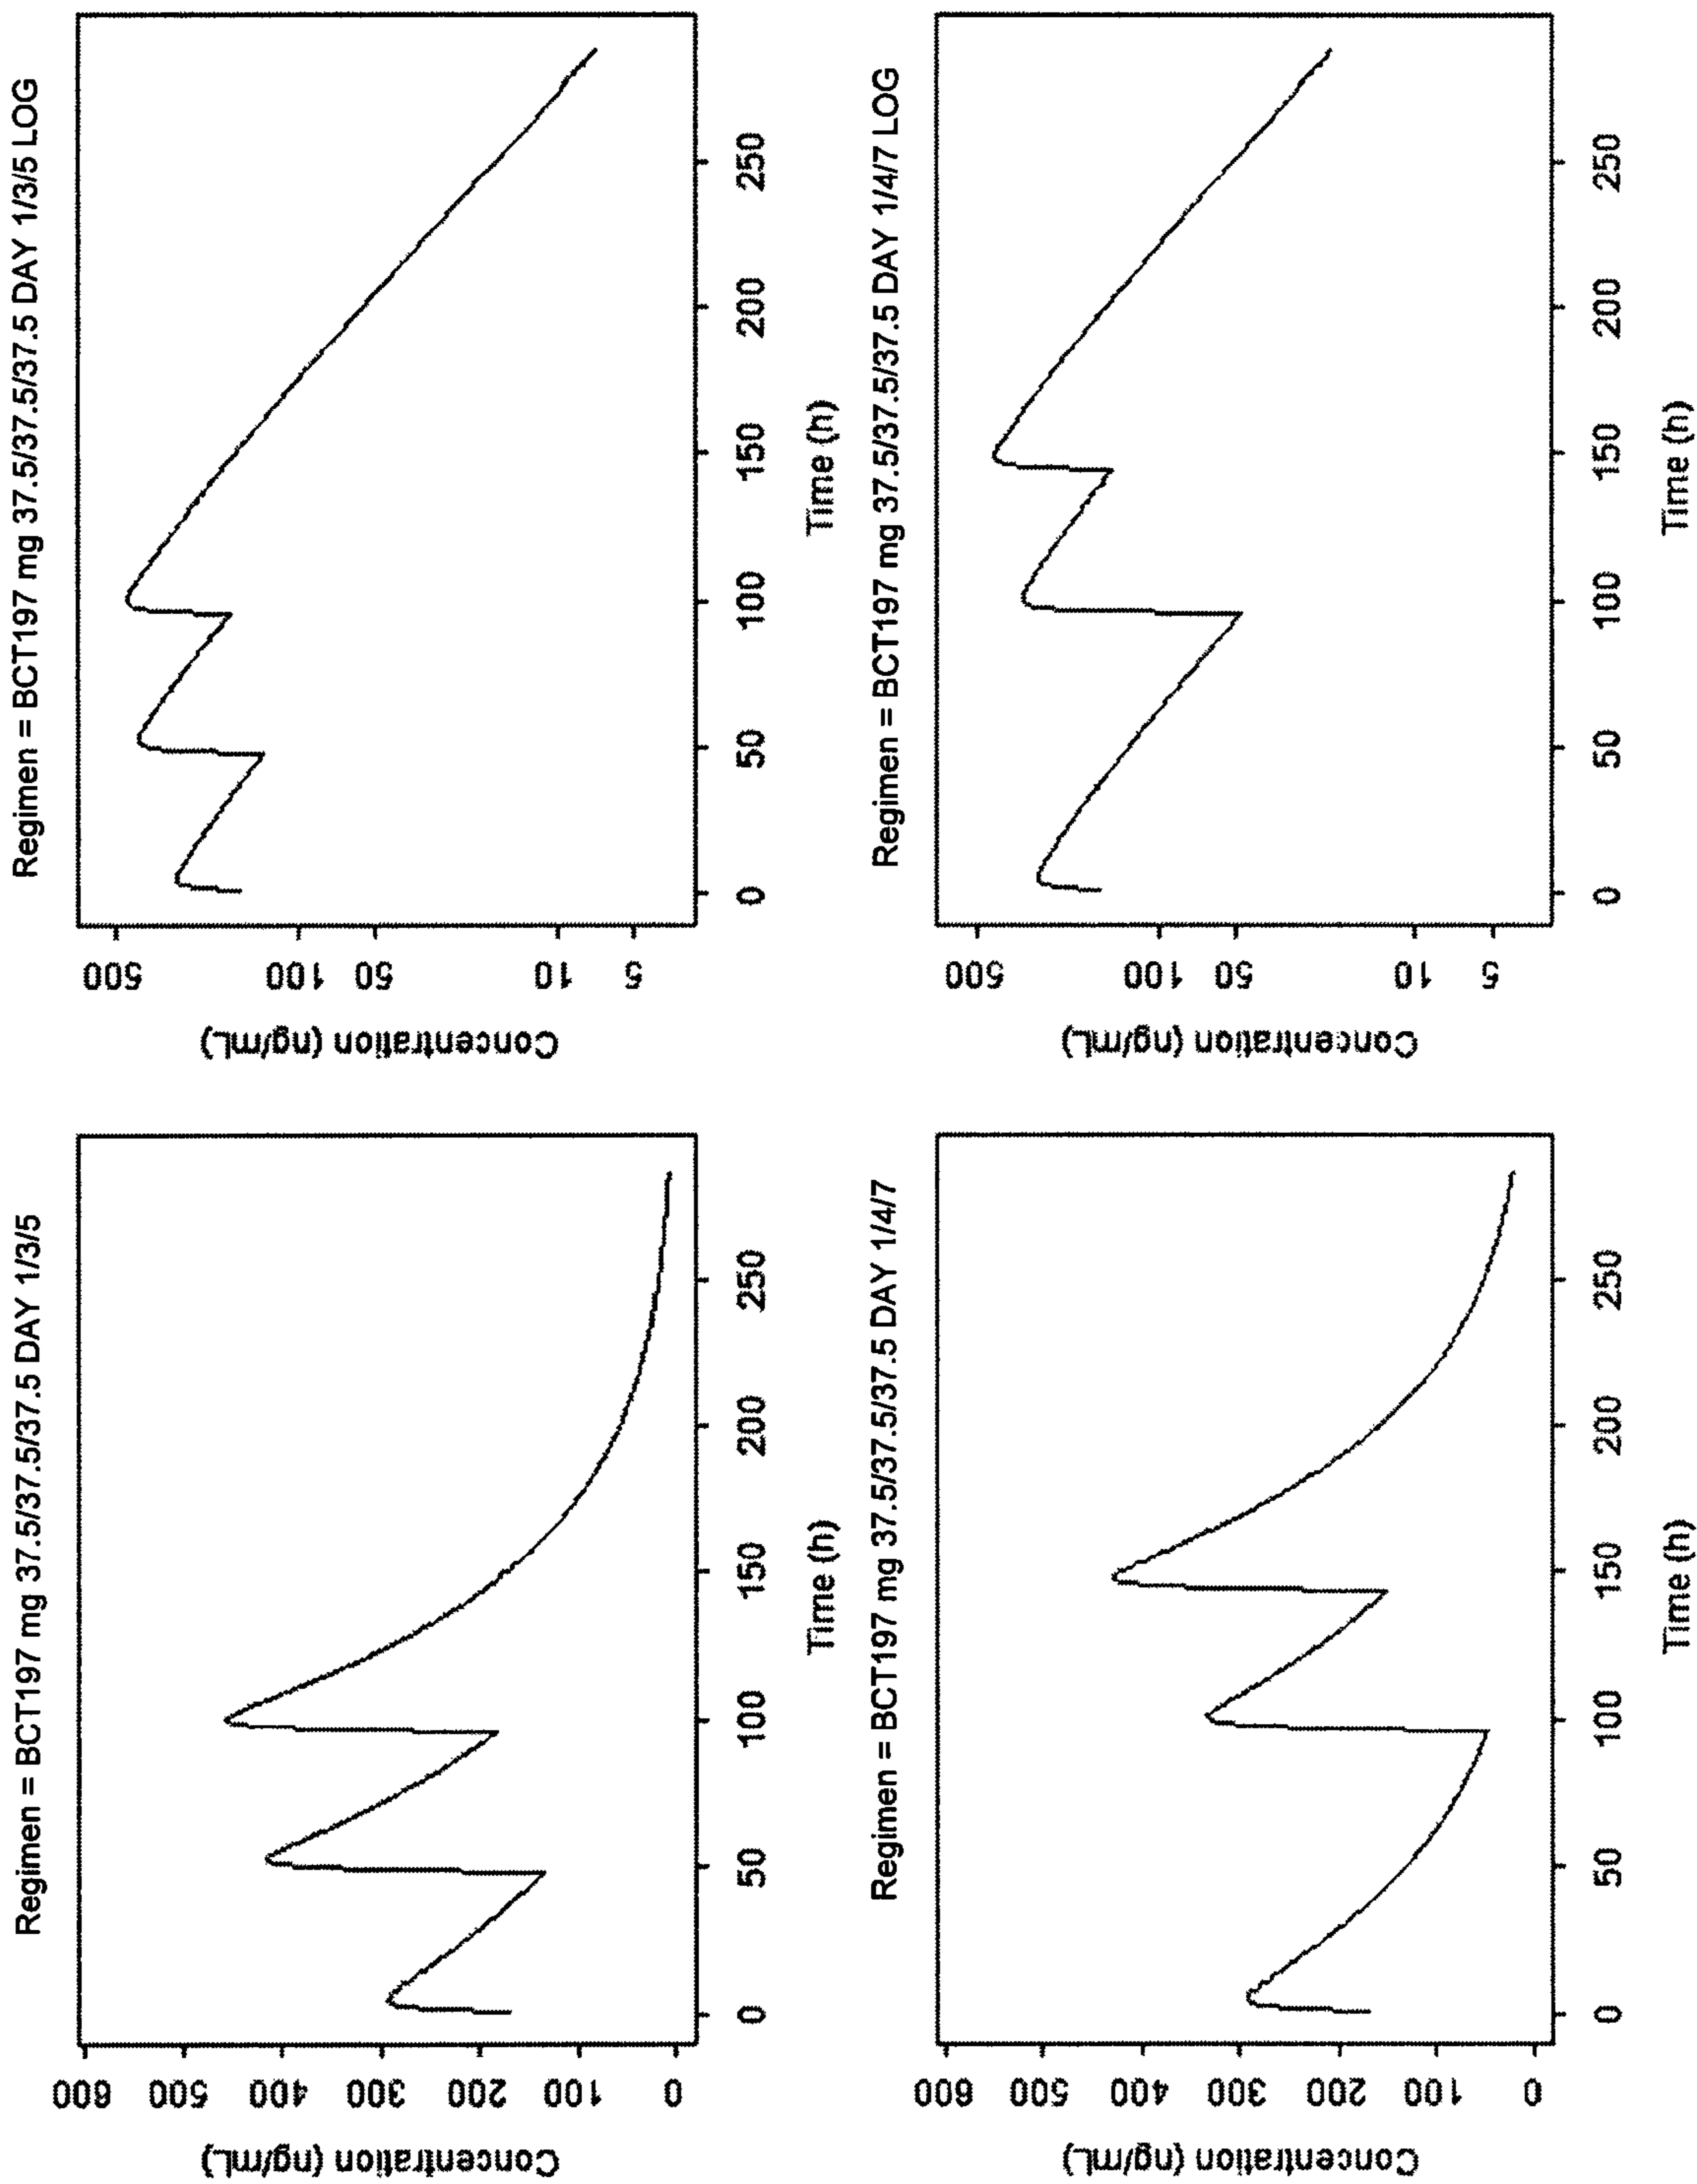 Regimen = BCT197 mg 37.5/37.5/37.5 DAY 1/3/5
Concentration (ng/mL)
600
500
400
300
200
100
0
0 50 100 150 200 250
Time (h)
Regimen = BCT197 mg 37.5/37.5/37.5 DAY 1/3/5 LOG
Concentration (ng/mL)
500
100
50
10
5
0 50 100 150 200 250
Time (h)
Regimen = BCT197 mg 37.5/37.5/37.5 DAY 1/4/7
Concentration (ng/mL)
600
500
400
300
200
100
0
0 50 100 150 200 250
Time (h)
Regimen = BCT197 mg 37.5/37.5/37.5 DAY 1/4/7 LOG
Concentration (ng/mL)
500
100
50
10
5
0 50 100 150 200 250
Time (h)